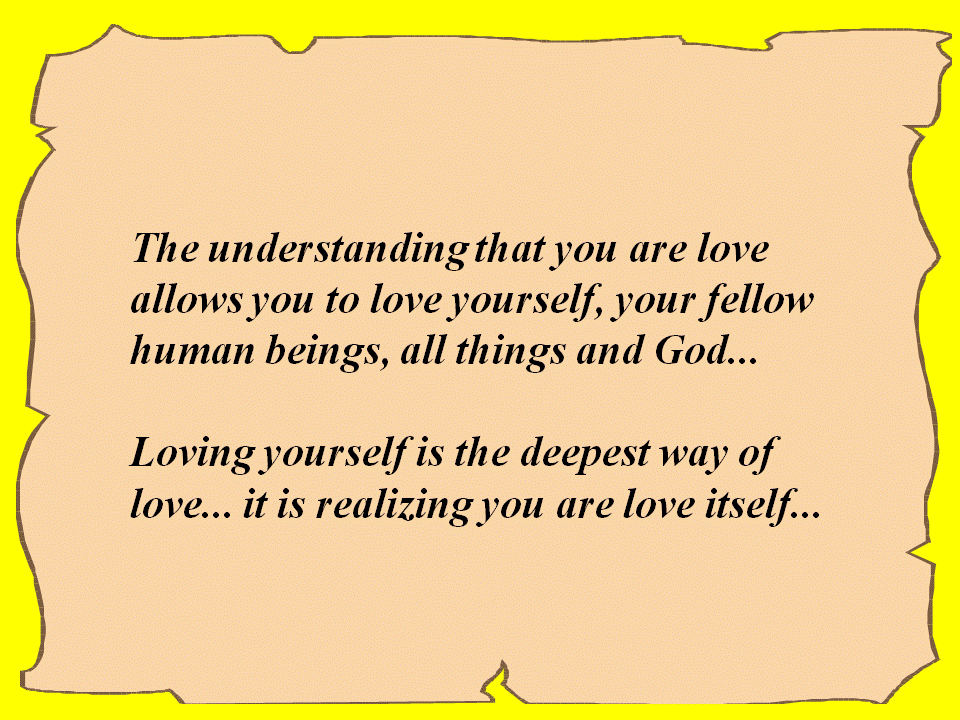 The understanding that you are love
allows you to love yourself, your fellow
human beings, all things and God...
Loving yourself is the deepest way of
love... it is realizing you are love itself...